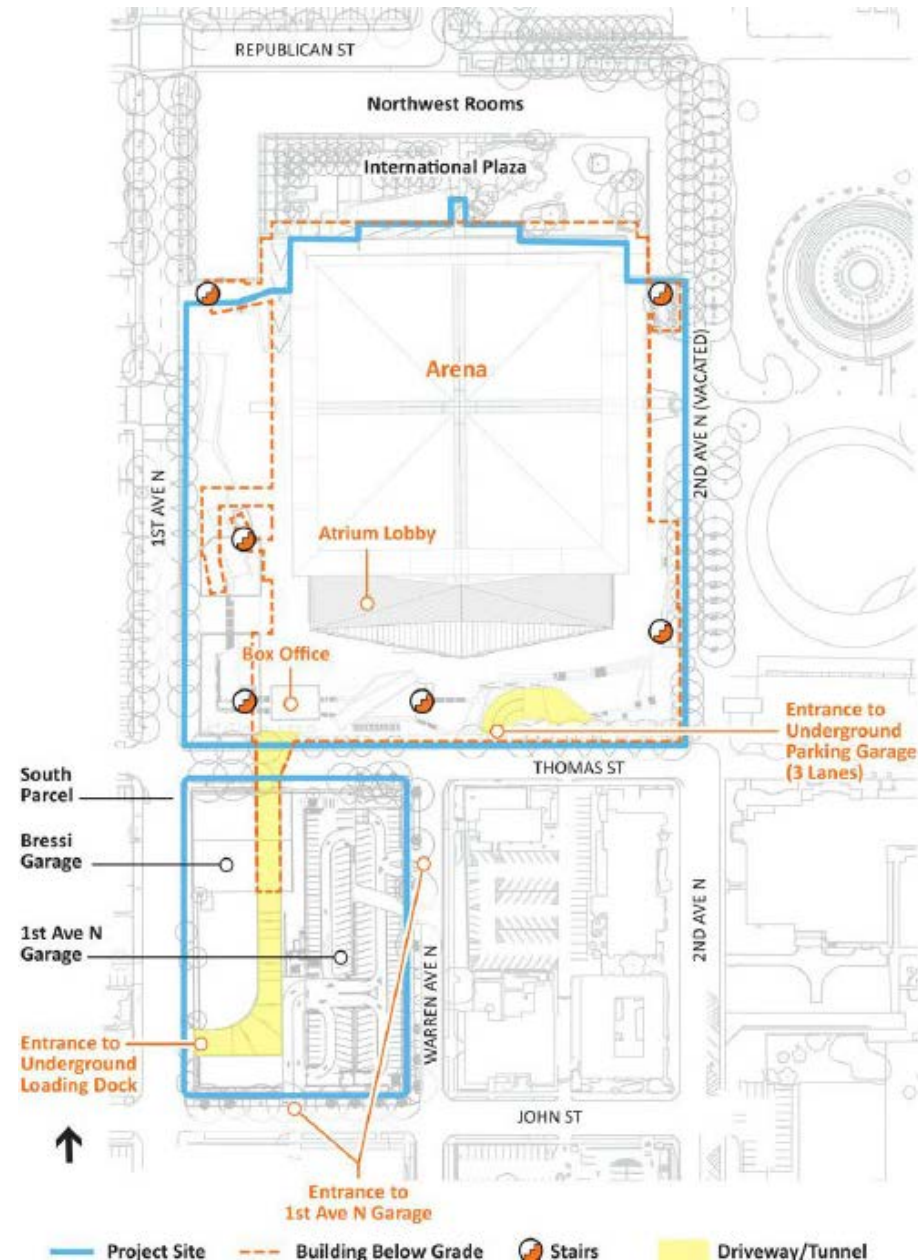 REPUBLICAN ST
Northwest Rooms
International Plaza
Arena
1ST AVE N
2ND AVE N (VACATED)
Atrium Lobby
Box Office
Entrance to
Underground
Parking Garage
(3 Lanes)
THOMAS ST
South
Parcel
Bressi
Garage
1st Ave N
Garage
WARREN AVE N
2ND AVE N
Entrance to
Underground
Loading Dock
JOHN ST
Entrance to
1st Ave N Garage
Project Site
Building Below Grade
Stairs
Driveway/Tunnel